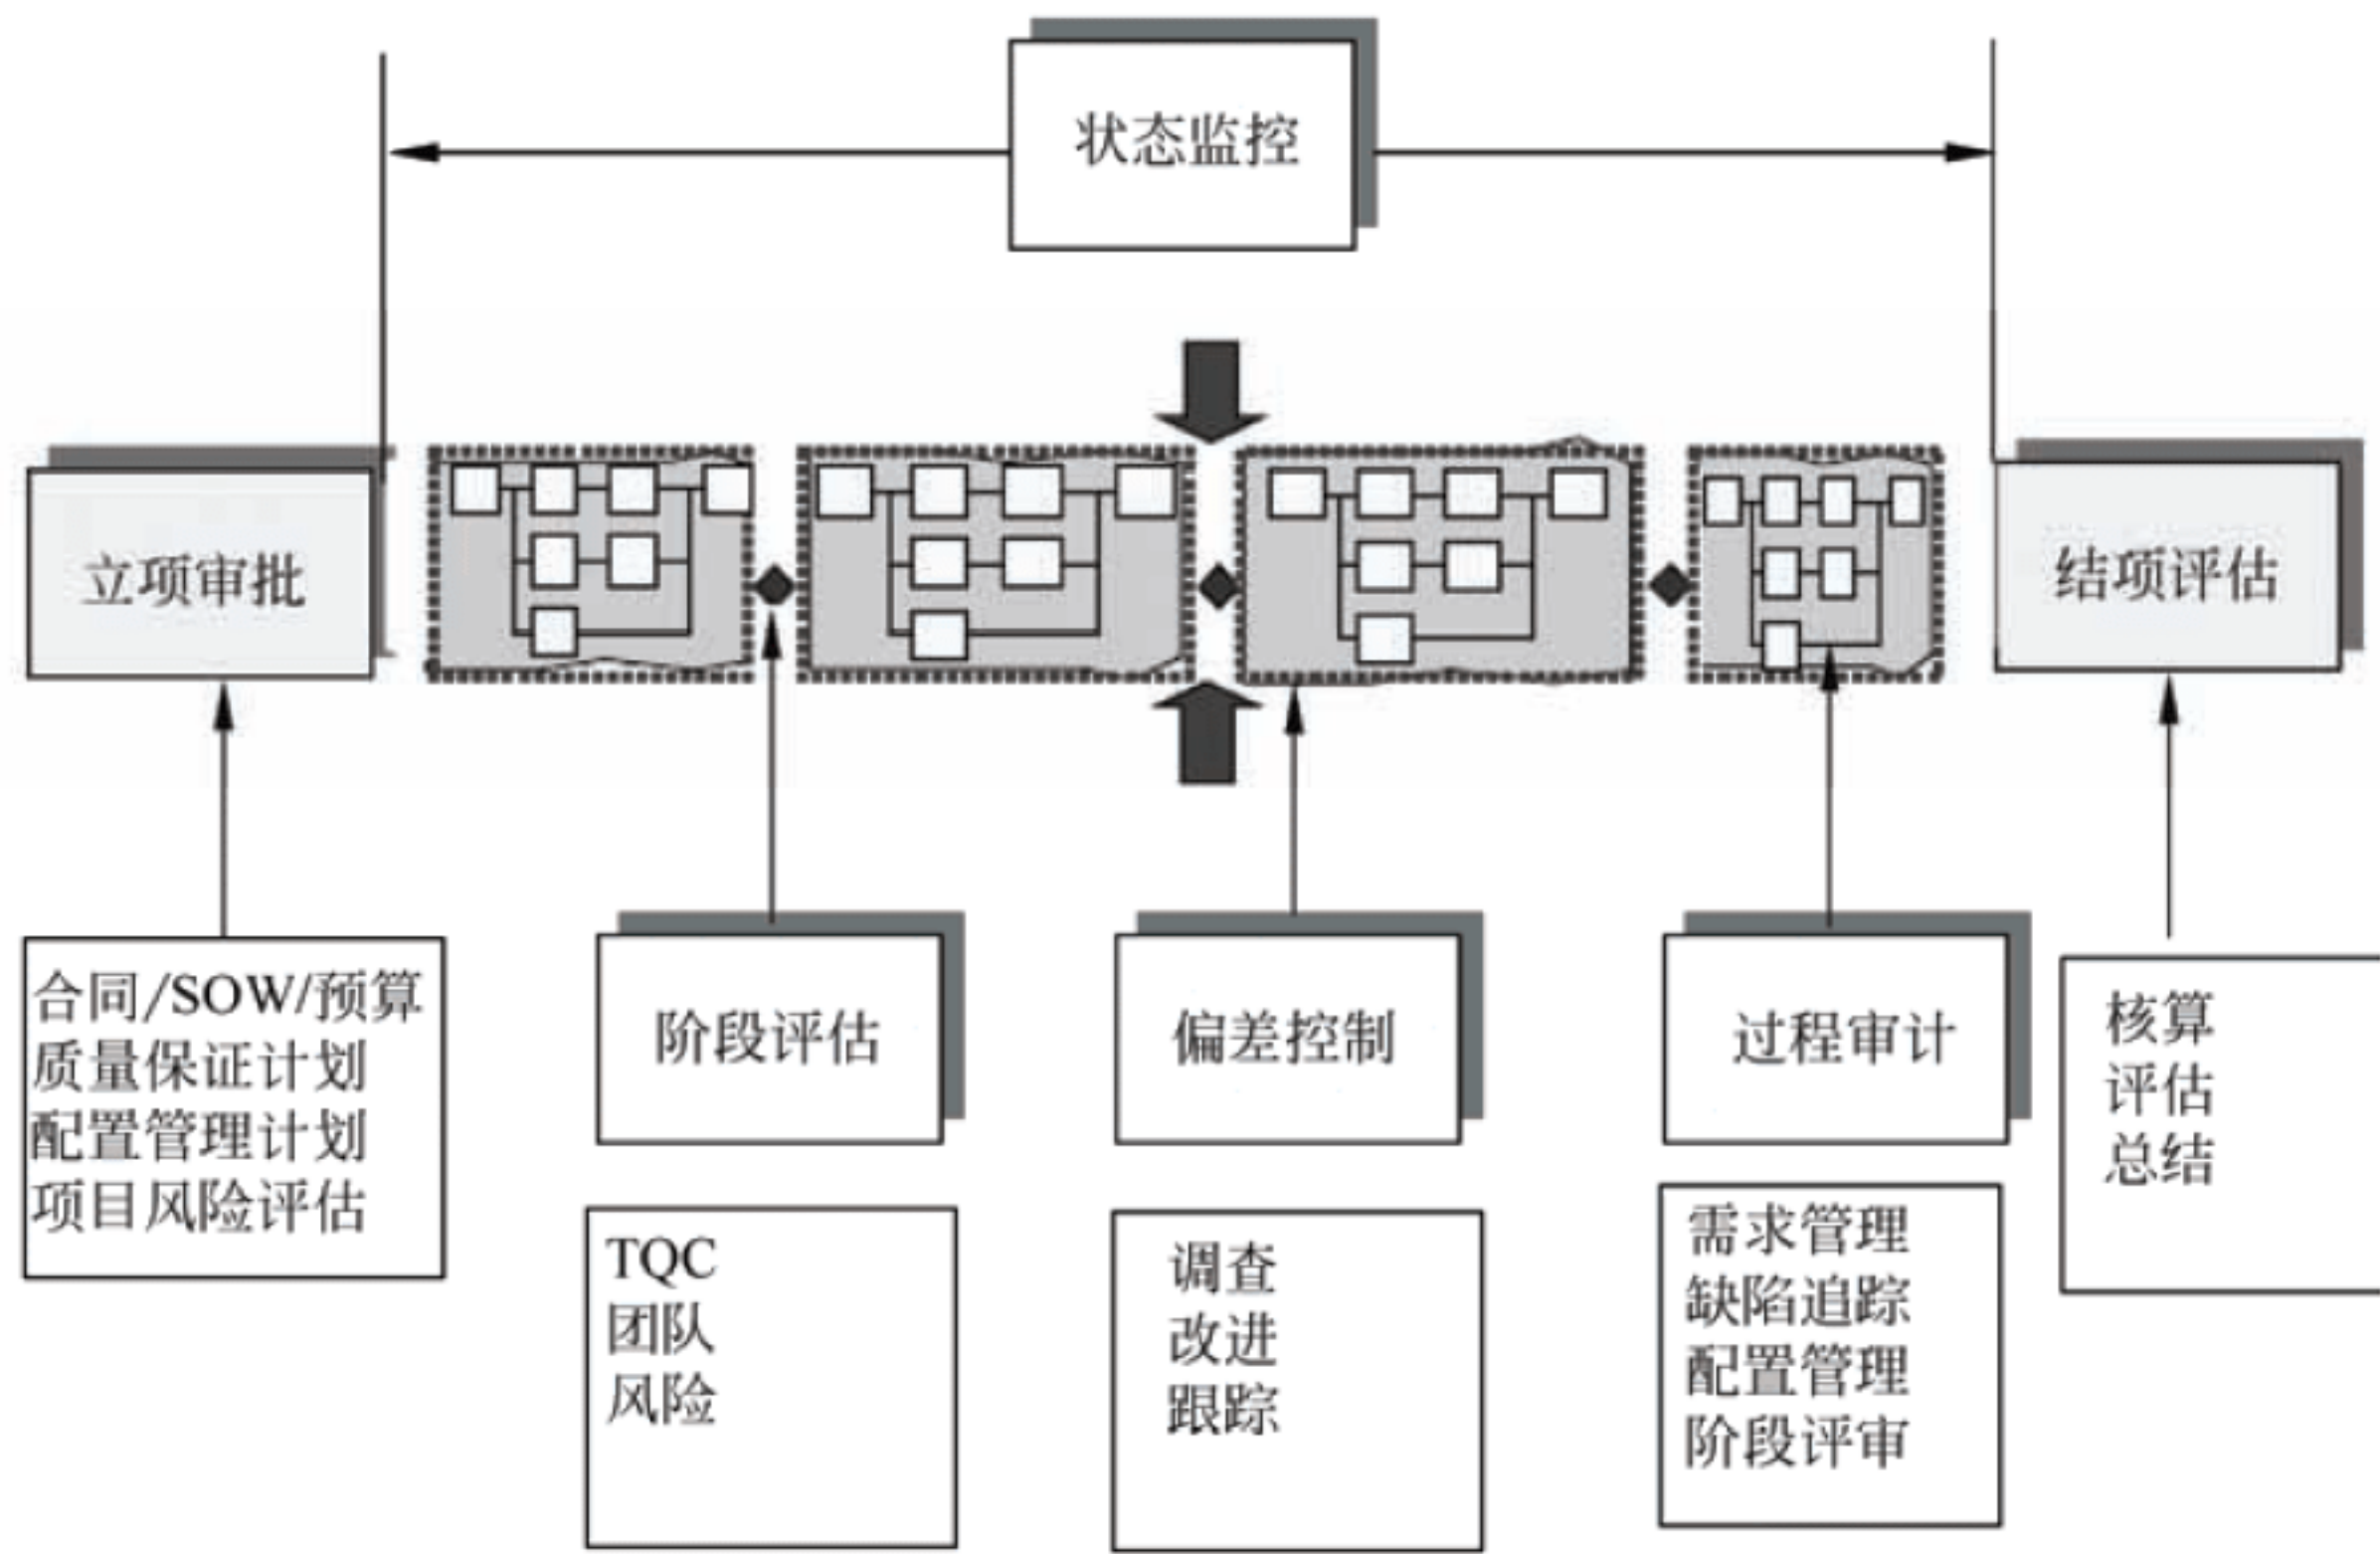 状态监控
立项审批
结项评估
合同/SOW/预算
质量保证计划
配置管理计划
项目风险评估
阶段评估
TQC
团队
风险
偏差控制
调查
改进
跟踪
过程审计
需求管理
缺陷追踪
配置管理
阶段评审
核算
评估
总结